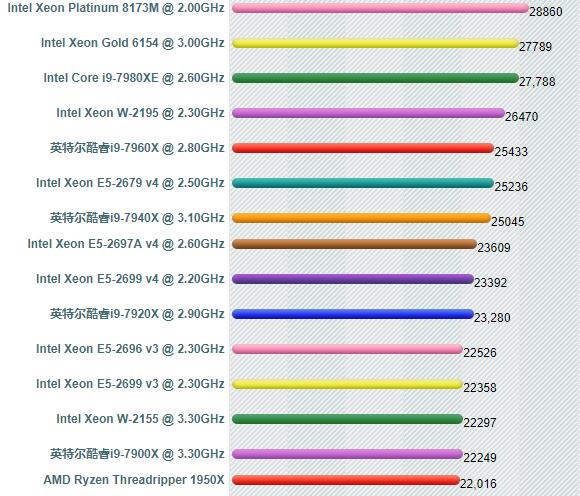 Intel Xeon Platinum 8173M @ 2.00GHz 28860
Intel Xeon Gold 6154 @ 3.00GHz 27789
Intel Core i9-7980XE @ 2.60GHz 27,788
Intel Xeon W-2195 @ 2.30GHz 26470
英特尔酷睿i9-7960X @ 2.80GHz 25433
Intel Xeon E5-2679 v4 @ 2.50GHz 25236
英特尔酷睿i9-7940X @ 3.10GHz 25045
Intel Xeon E5-2697A v4 @ 2.60GHz 23609
Intel Xeon E5-2699 v4 @ 2.20GHz 23392
英特尔酷睿i9-7920X @ 2.90GHz 23,280
Intel Xeon E5-2696 v3 @ 2.30GHz 22526
Intel Xeon E5-2699 v3 @ 2.30GHz 22358
Intel Xeon W-2155 @ 3.30GHz 22297
英特尔酷睿i9-7900X @ 3.30GHz 22249
AMD Ryzen Threadripper 1950X 22,016